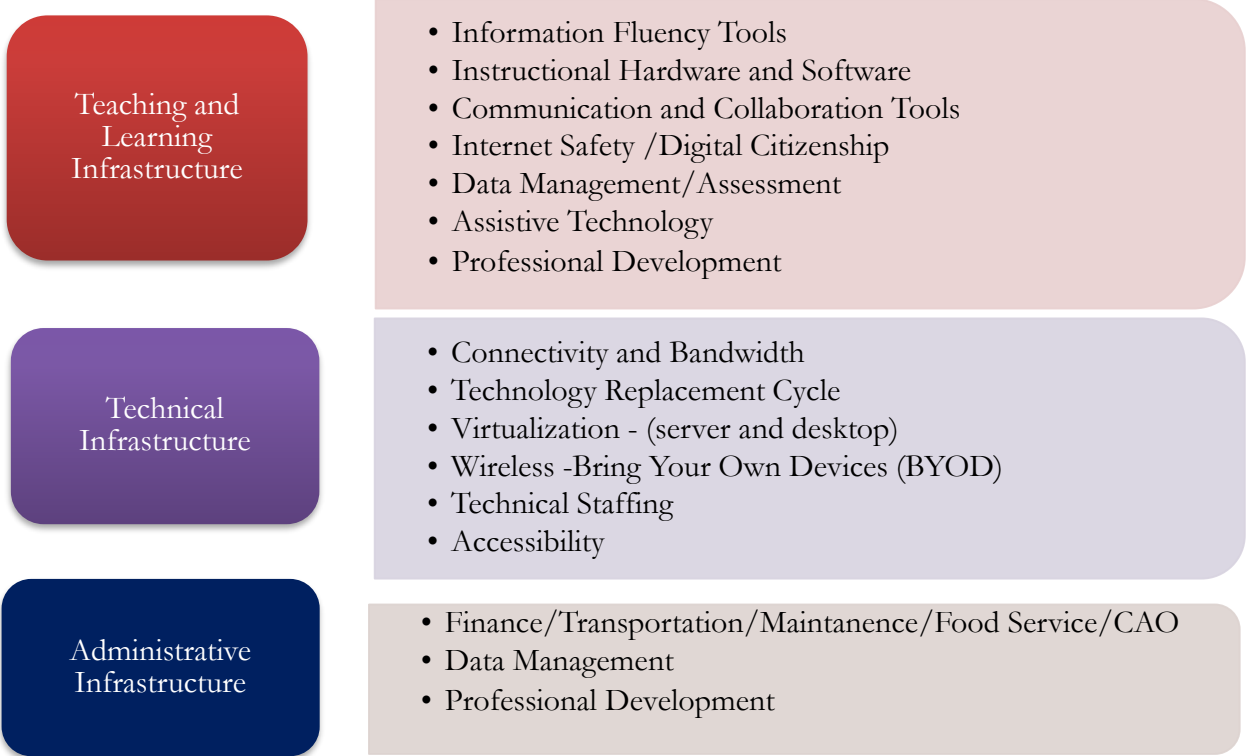 Teaching and
Learning
Infrastructure
• Information Fluency Tools
• Instructional Hardware and Software
• Communication and Collaboration Tools
• Internet Safety /Digital Citizenship
• Data Management/Assessment
• Assistive Technology
• Professional Development
Technical
Infrastructure
• Connectivity and Bandwidth
• Technology Replacement Cycle
• Virtualization - (server and desktop)
• Wireless -Bring Your Own Devices (BYOD)
• Technical Staffing
• Accessibility
Administrative
Infrastructure
• Finance/Transportation/Maintanence/Food Service/CAO
• Data Management
• Professional Development